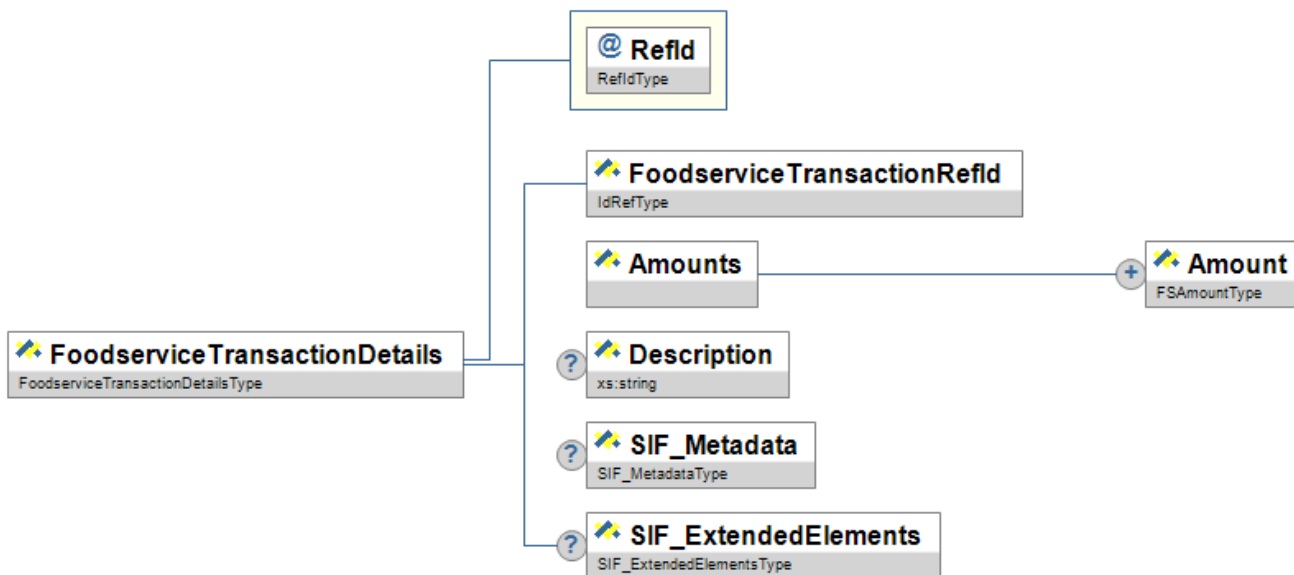 @ RefId
RefIdType
FoodserviceTransactionRefId
IdRefType
Amounts
+
Amount
FSAmountType
FoodserviceTransactionDetails
FoodserviceTransactionDetailsType
?
Description
xs:string
?
SIF_Metadata
SIF_MetadataType
?
SIF_ExtendedElements
SIF_ExtendedElementsType